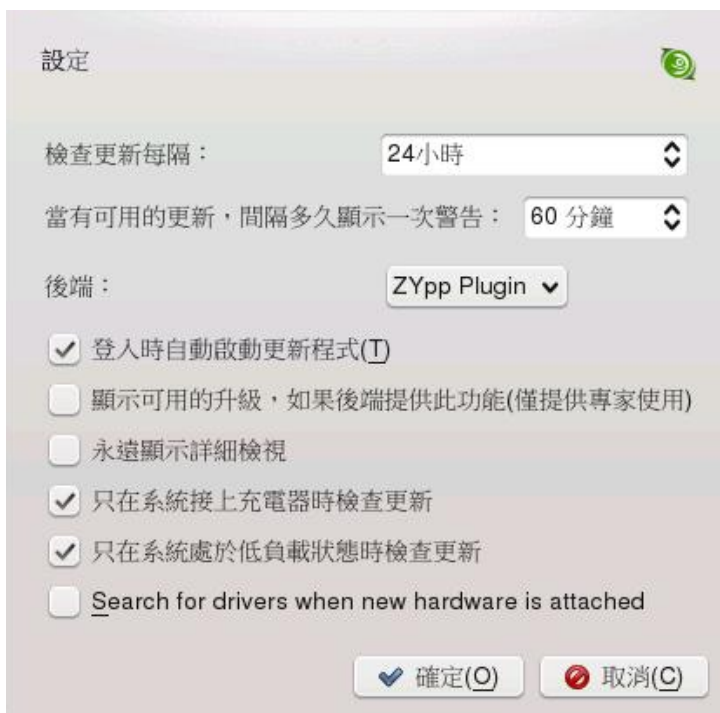 設定
檢查更新每隔：
24小時
當有可用的更新，間隔多久顯示一次警告：
60 分鐘
後端：
ZYpp Plugin
登入時自動啟動更新程式(T)
顯示可用的升級，如果後端提供此功能(僅提供專家使用)
永遠顯示詳細檢視
只在系統接上充電器時檢查更新
只在系統處於低負載狀態時檢查更新
Search for drivers when new hardware is attached
確定(O)
取消(C)